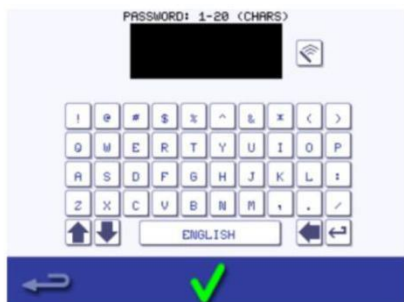 PASSWORD: 1-20 (CHARS)
! @ # $ % ^ & * ( )
Q W E R T Y U I O P
A S D F G H J K L :
Z X C V B N M , . /
ENGLISH